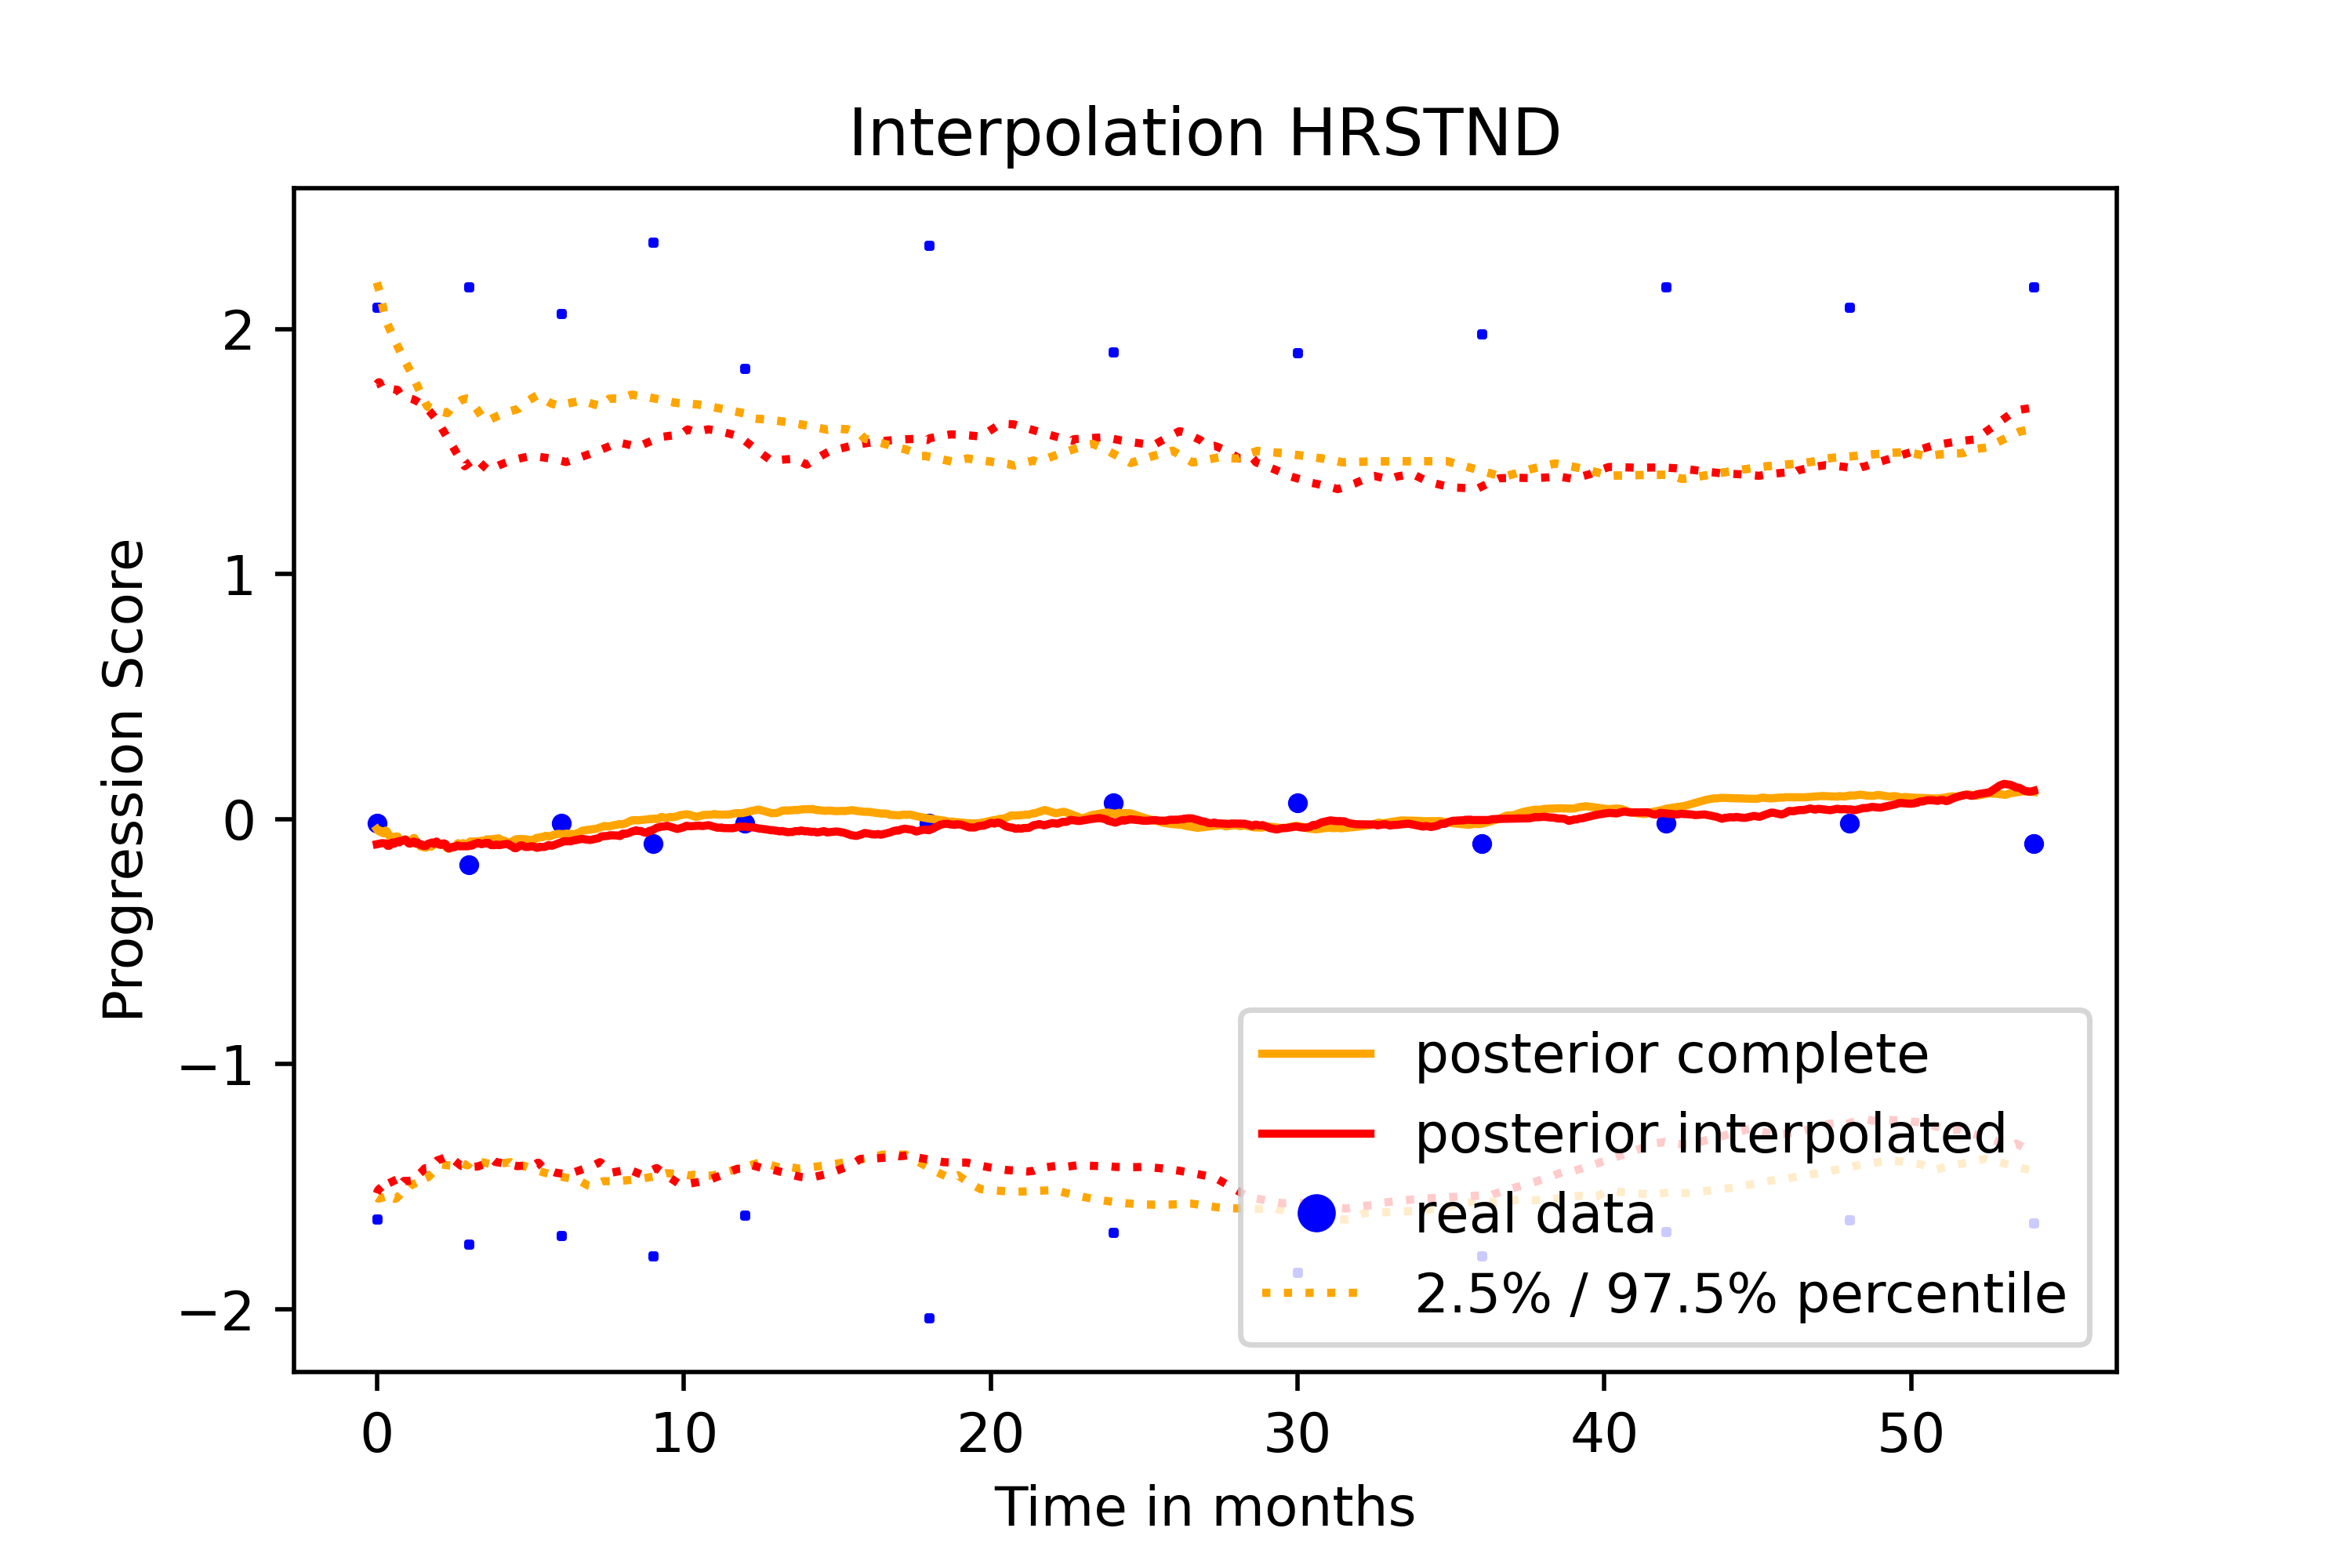 Interpolation HRSTND
Progression Score
2
1
0
−1
−2
posterior complete
posterior interpolated
real data
2.5% / 97.5% percentile
0 10 20 30 40 50
Time in months